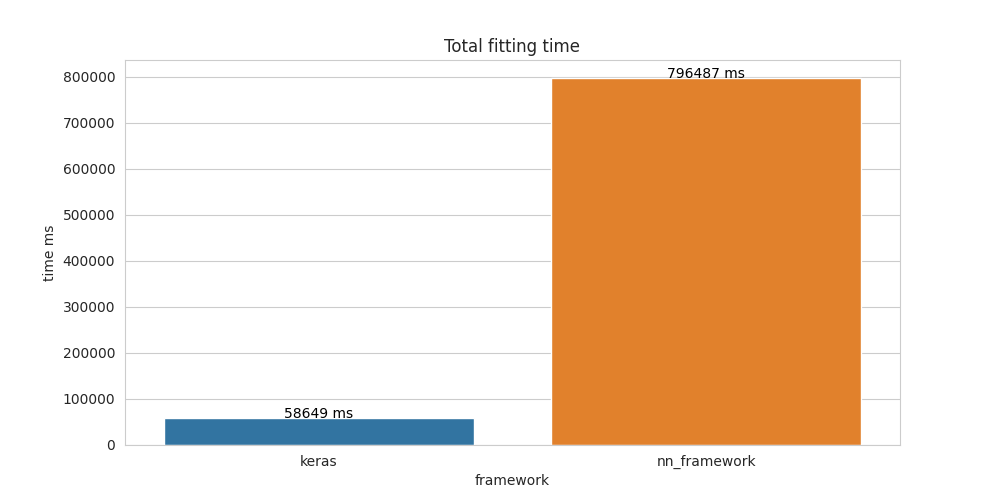 Total fitting time
796487 ms
800000
700000
600000
500000
400000
300000
200000
100000
0
time ms
58649 ms
keras
nn_framework
framework